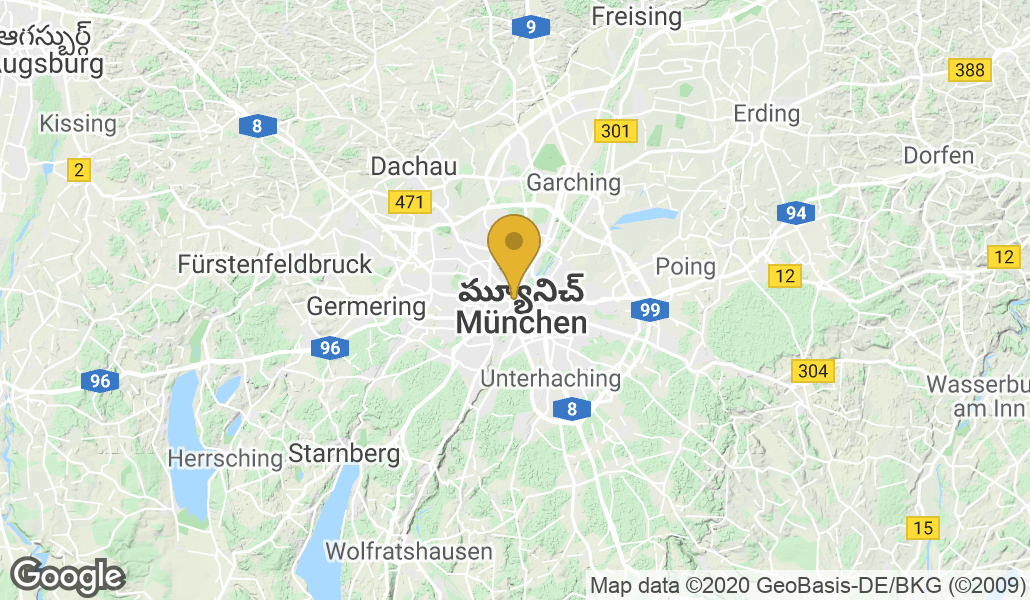 Freising
9
ఆగస్బుర్గ్
Augsburg
388
Kissing
8
301
Erding
Dorfen
2
Dachau
471
Garching
94
12
Fürstenfeldbruck
Poing
12
మ్యూనిచ్
München
Germering
99
96
96
304
Unterhaching
8
Wasserbu
am Inn
Herrsching
Starnberg
15
Wolfratshausen
Google
Map data ©2020 GeoBasis-DE/BKG (©2009)